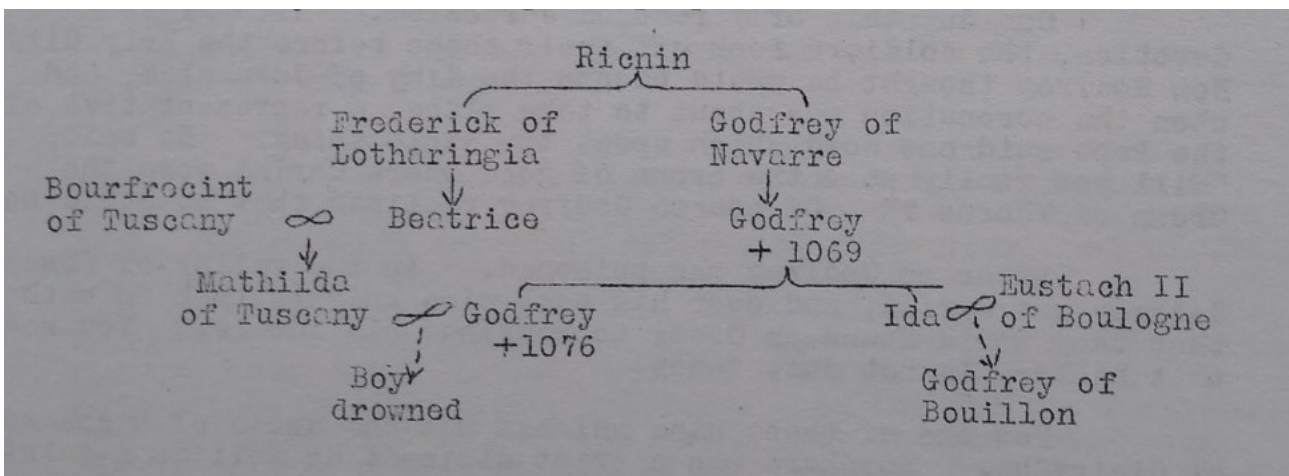 Ricnin
Frederick of
Lotharingia
Godfrey of
Navarre
Bourfrocint
of Tuscany
∞
Beatrice
Godfrey
+ 1069
Mathilda
of Tuscany
∞
Godfrey
+1076
Ida
∞
Eustach II
of Boulogne
Boy
drowned
Godfrey of
Bouillon